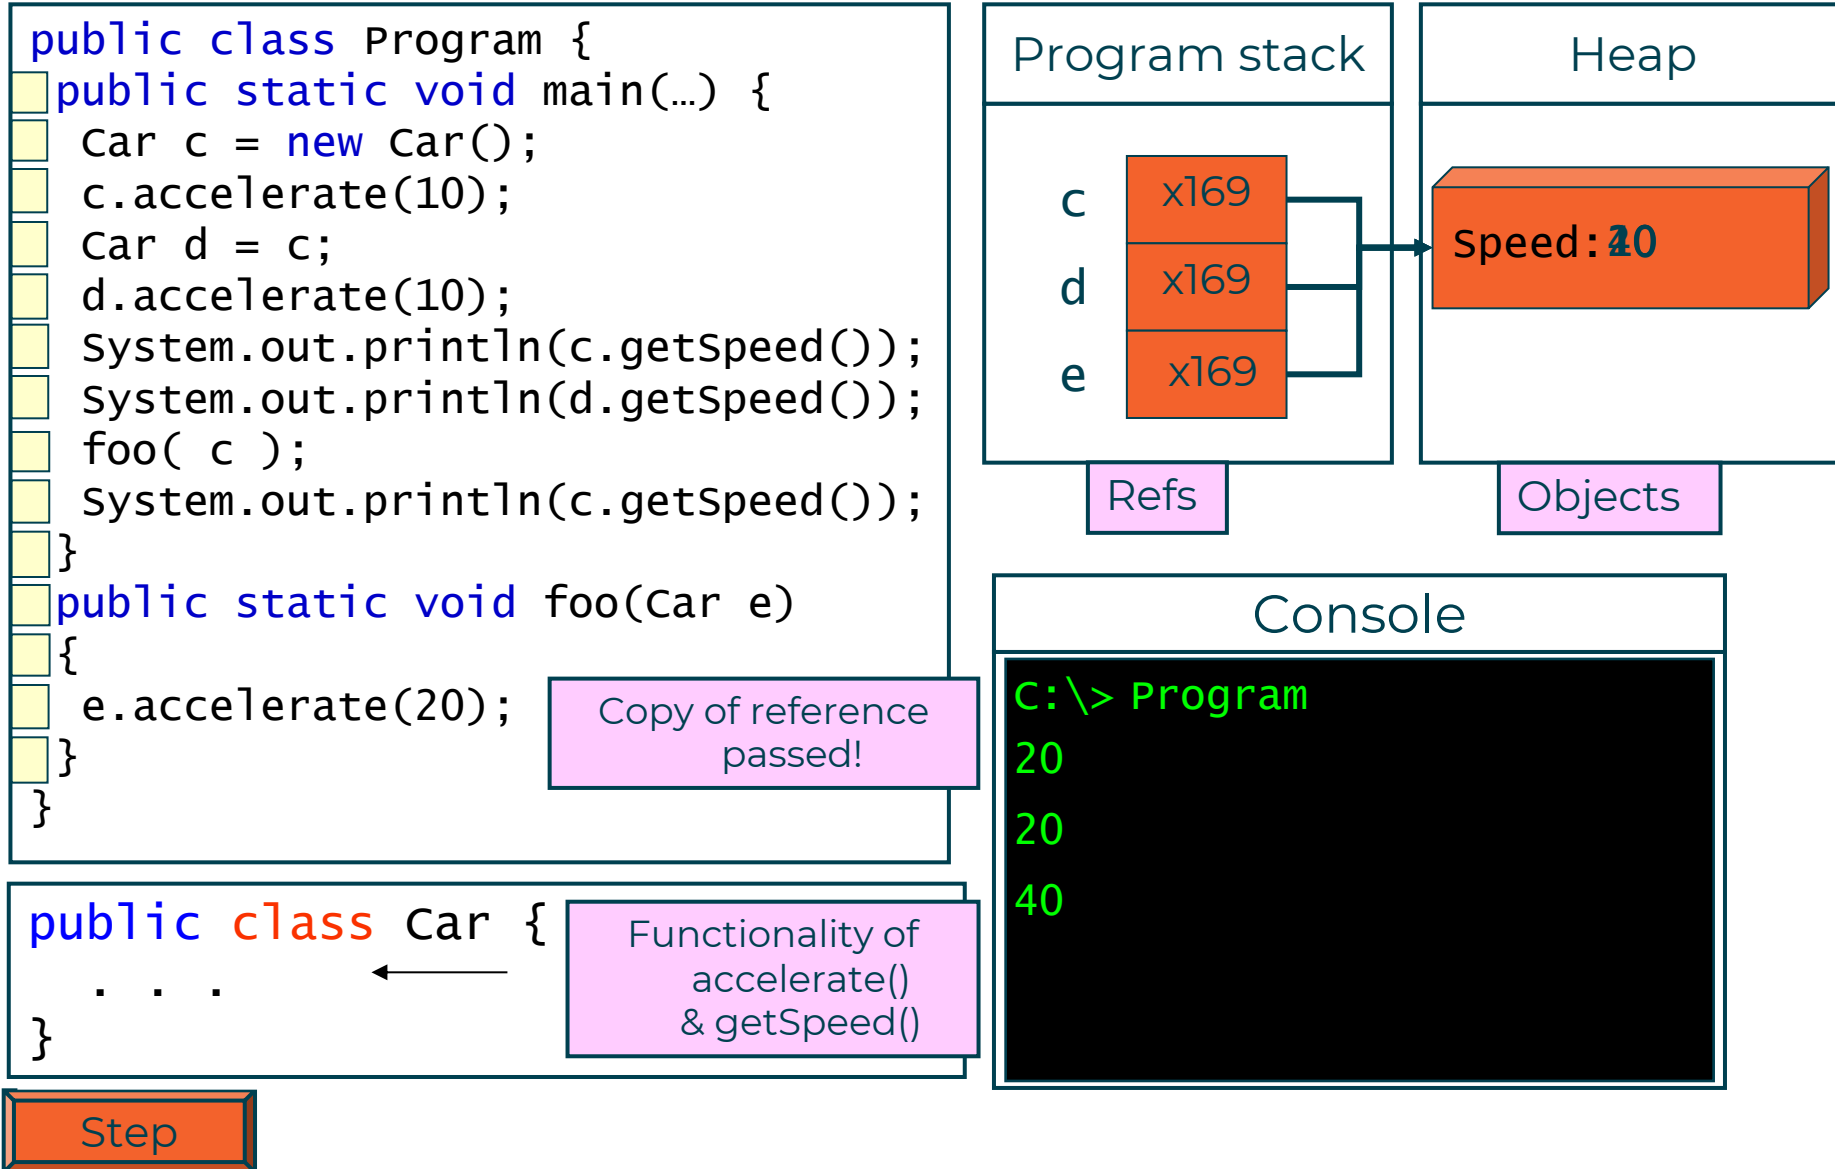 public class Program {
public static void main(…) {
Car c = new Car();
c.accelerate(10);
Car d = c;
d.accelerate(10);
System.out.println(c.getSpeed());
System.out.println(d.getSpeed());
foo( c );
System.out.println(c.getSpeed());
}
public static void foo(Car e)
{
e.accelerate(20);
}
}
Copy of reference
passed!
public class Car {
. . .
}
Functionality of
accelerate()
& getSpeed()
Step
Program stack
c x169
d x169
e x169
Refs
Heap
Speed:
Objects
Console
C:\> Program
20
20
40